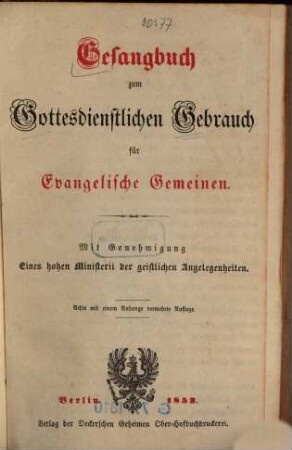 Gesangbuch
zum
Gottesdienstlichen Gebrauch
für
Evangelische Gemeinen.
Mit Genehmigung
Eines hohen Ministerii der geistlichen Angelegenheiten.
Achte mit einem Anhange vermehrte Auflage.
Berlin, 1853.
Verlag der Deckerschen Geheimen Ober-Hofbuchdruckerei.